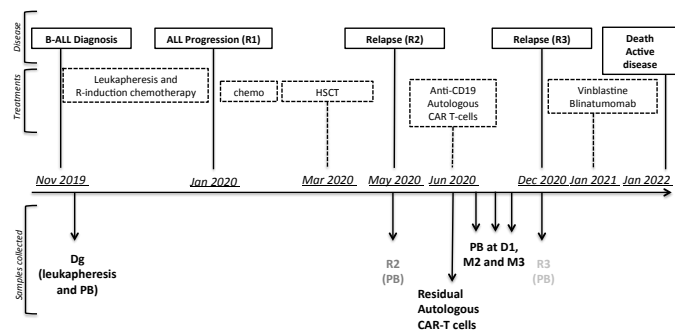 Disease
B-ALL Diagnosis
ALL Progression (R1)
Relapse (R2)
Relapse (R3)
Death
Active
disease
Treatments
Leukapheresis and
R-induction chemotherapy
chemo
HSCT
Anti-CD19
Autologous
CAR T-cells
Vinblastine
Blinatumomab
Nov 2019
Jan 2020
Mar 2020
May 2020
Jun 2020
Dec 2020
Jan 2021
Jan 2022
Samples collected
Dg
(leukapheresis
and PB)
R2
(PB)
Residual
Autologous
CAR-T cells
PB at D1,
M2 and M3
R3
(PB)